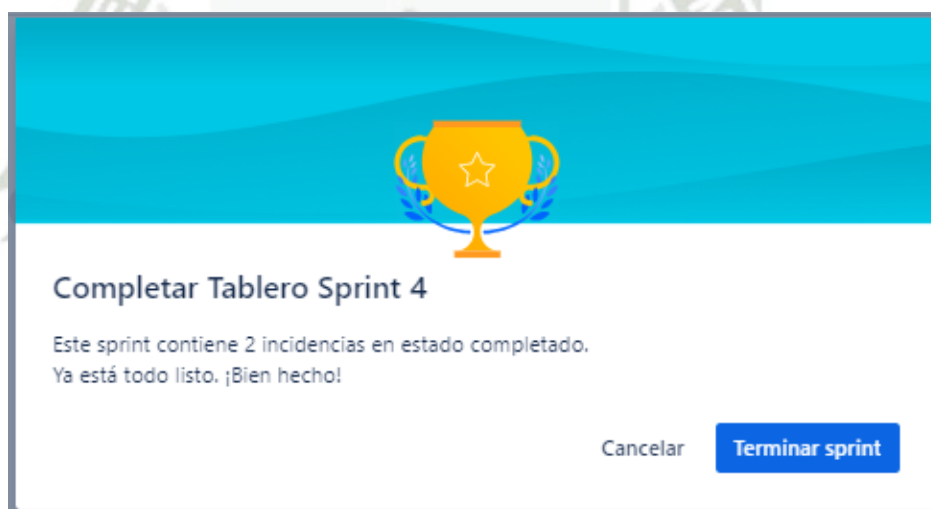 Completar Tablero Sprint 4
Este sprint contiene 2 incidencias en estado completado.
Ya está todo listo. ¡Bien hecho!
Cancelar
Terminar sprint